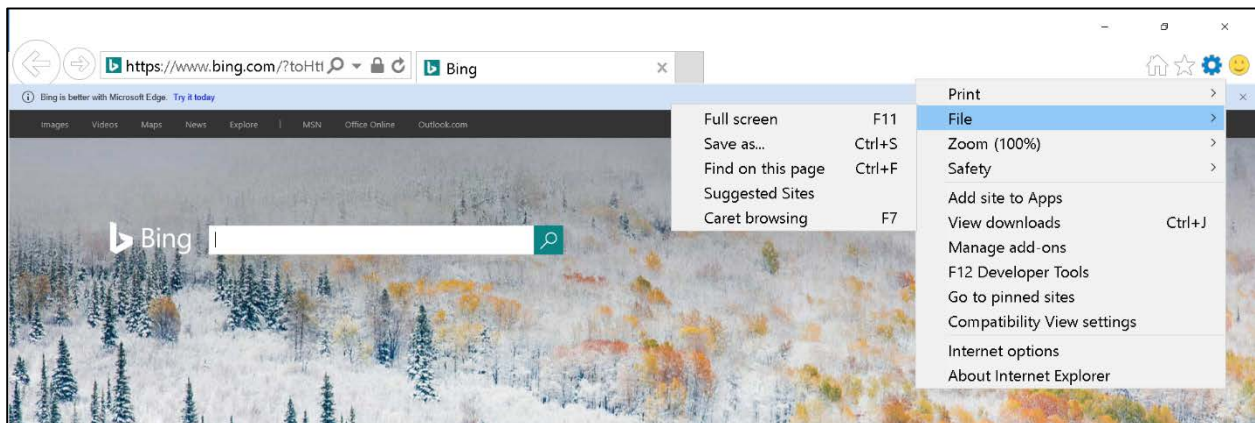 https://www.bing.com/?toHtt
Bing
Bing is better with Microsoft Edge. Try it today
Images Videos Maps News Explore | MSN Office Online Outlook.com
Bing
Print
File
Zoom (100%)
Safety
Add site to Apps
View downloads Ctrl+J
Manage add-ons
F12 Developer Tools
Go to pinned sites
Compatibility View settings
Internet options
About Internet Explorer
Full screen F11
Save as... Ctrl+S
Find on this page Ctrl+F
Suggested Sites
Caret browsing F7